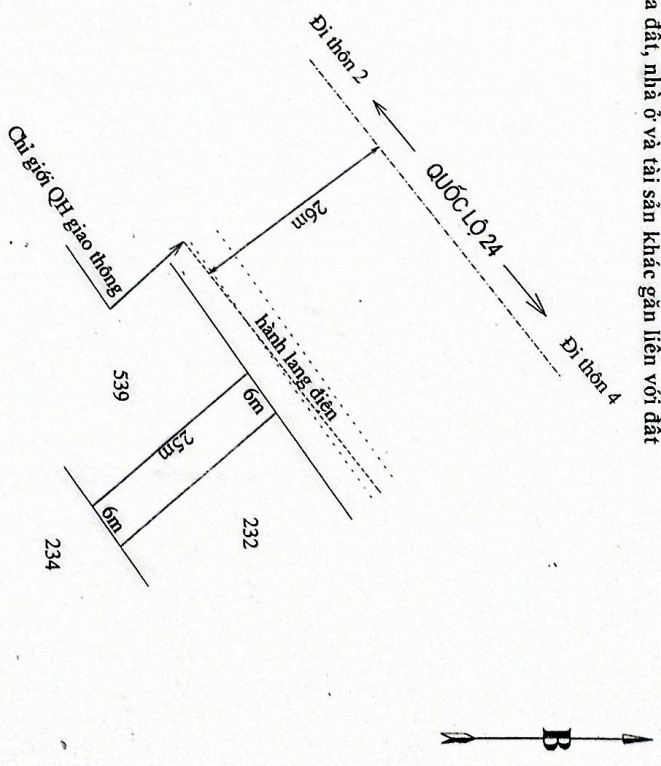 a đất, nhà ở và tài sản khác gắn liền với đất
Đi thôn 2
QUỐC LỘ 24
Đi thôn 4
26m
hành lang điện
Chỉ giới QH giao thông
539
6m
25m
6m
232
234
B